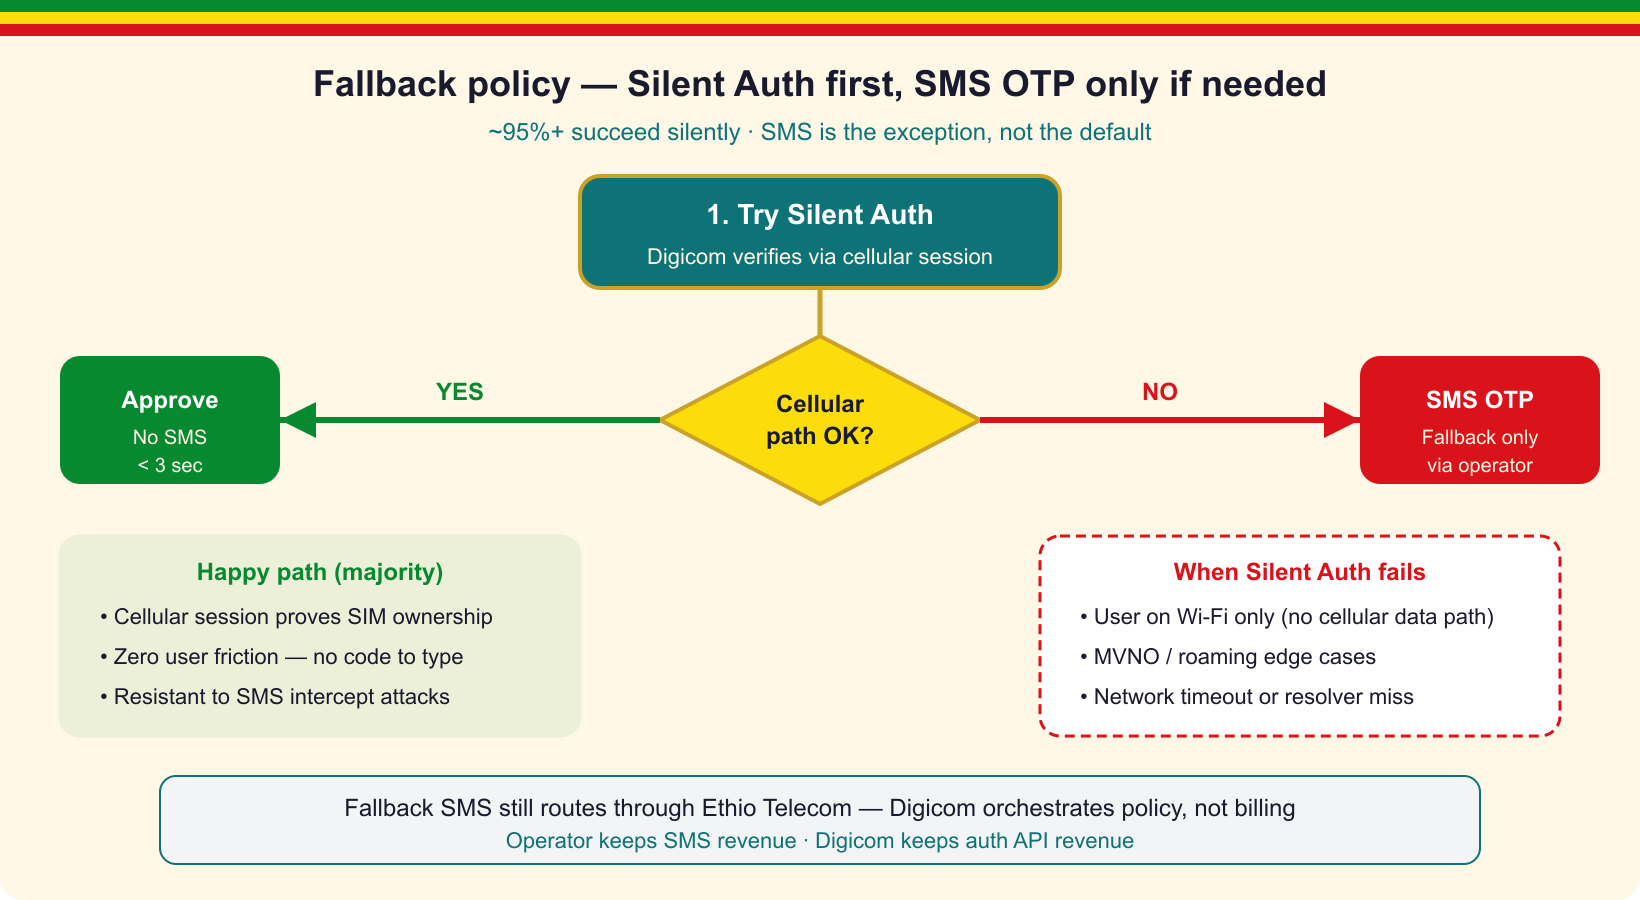 Fallback policy — Silent Auth first, SMS OTP only if needed
~95%+ succeed silently · SMS is the exception, not the default
1. Try Silent Auth
Digicom verifies via cellular session
Approve
No SMS
< 3 sec
YES
Cellular
path OK?
NO
SMS OTP
Fallback only
via operator
Happy path (majority)
• Cellular session proves SIM ownership
• Zero user friction — no code to type
• Resistant to SMS intercept attacks
When Silent Auth fails
• User on Wi-Fi only (no cellular data path)
• MVNO / roaming edge cases
• Network timeout or resolver miss
Fallback SMS still routes through Ethio Telecom — Digicom orchestrates policy, not billing
Operator keeps SMS revenue · Digicom keeps auth API revenue